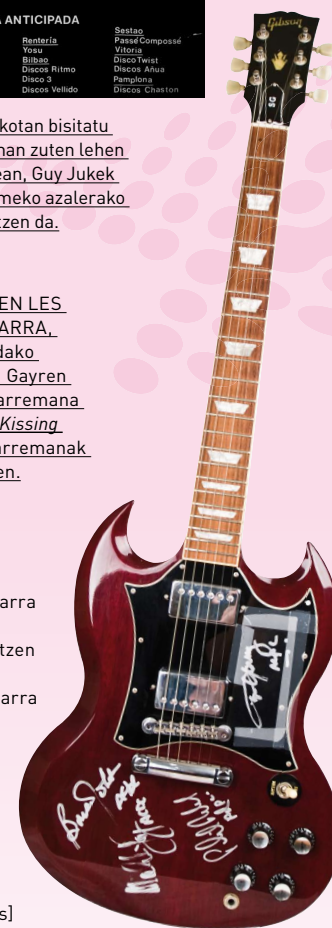 A ANTICIPADA
Rentería
Yosu
Bilbao
Discos Ritmo
Disco 3
Discos Vellido
Sestao
Passé Compossé
Vitoria
Disco Twist
Discos Añua
Pamplona
Discos Chaston
kotan bisitatu
nan zuten lehen
ean, Guy Jukek
meko azalerako
tzen da.
EN LES
ARRA,
dako
Gayren
arremana
Kissing
arremanak
en.
arra
tzen
arra
s]
Gibson
SG